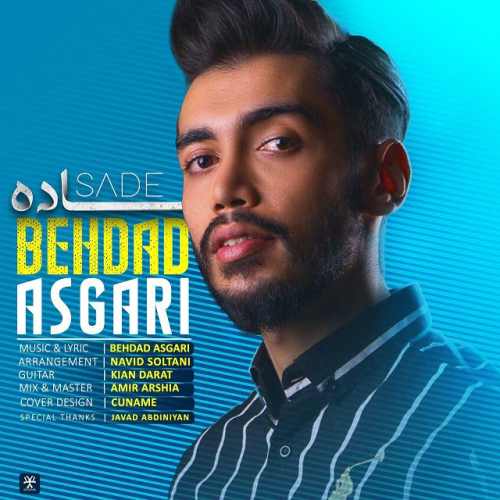 ساده SADE
BEHDAD
ASGARI
MUSIC & LYRIC | BEHDAD ASGARI
ARRANGEMENT | NAVID SOLTANI
GUITAR | KIAN DARAT
MIX & MASTER | AMIR ARSHIA
COVER DESIGN | CUNAME
SPECIAL THANKS | JAVAD ABDINIYAN